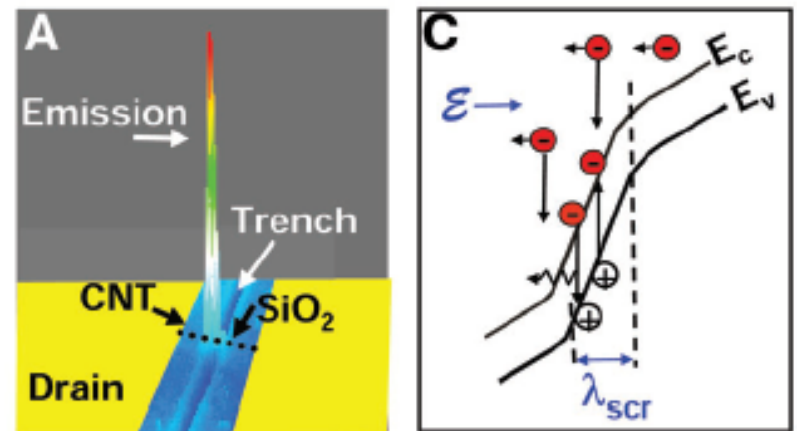 A
Emission
Trench
CNT
SiO₂
Drain
C
Ec
Ev
ℰ
λscr